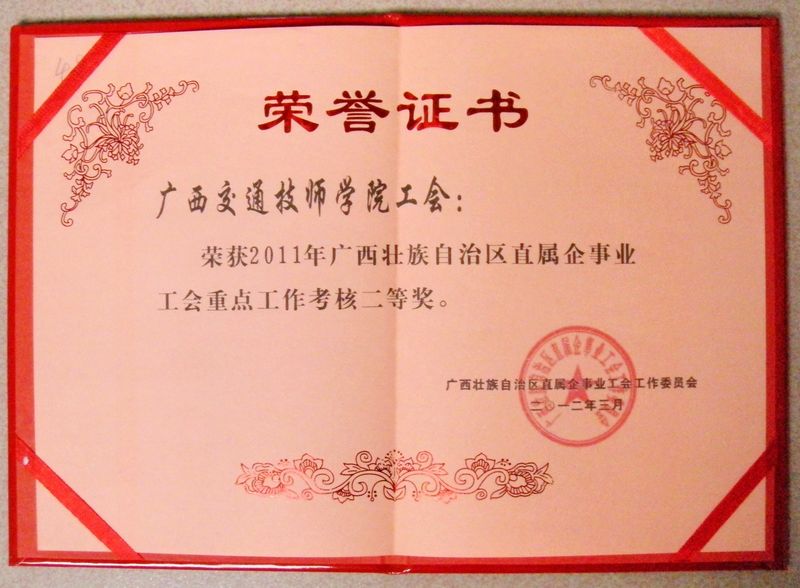 荣誉证书
广西交通技师学院工会：
荣获2011年广西壮族自治区直属企事业
工会重点工作考核二等奖。
广西壮族自治区直属企事业工会工作委员会
二〇一二年三月